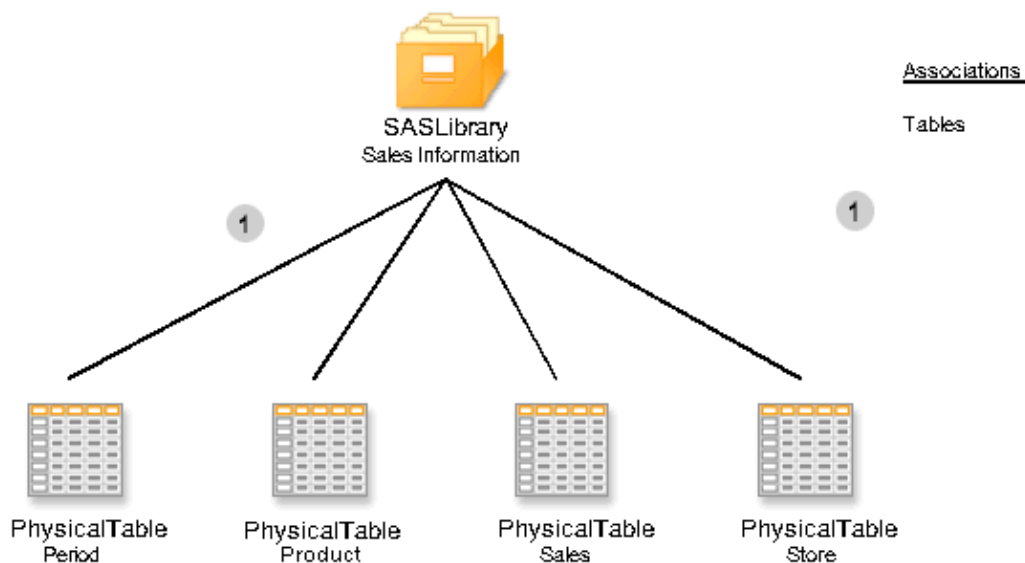 SASLibrary
Sales Information
Associations
Tables
1
1
PhysicalTable
Period
PhysicalTable
Product
PhysicalTable
Sales
PhysicalTable
Store